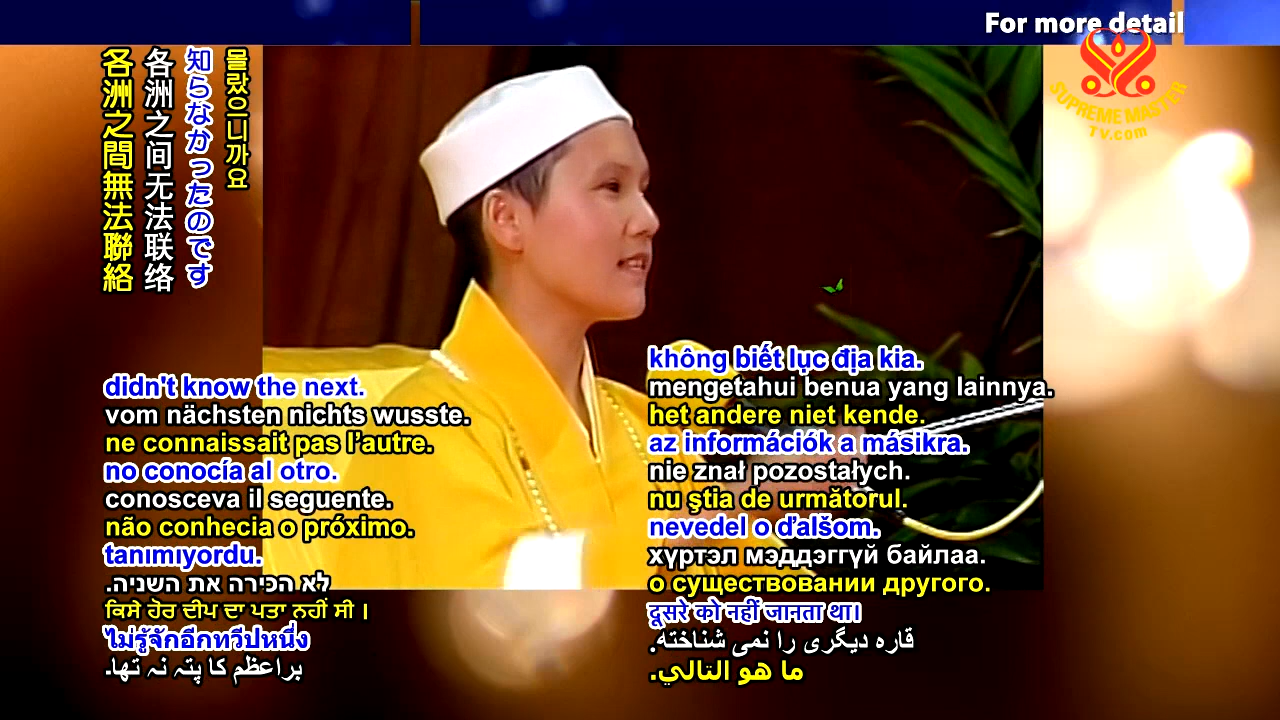 For more detail
SUPREME MASTER
TV.com
몰랐으니까요
知らなかったのです
各洲之间无法联络
各洲之間無法聯絡
didn't know the next.
vom nächsten nichts wusste.
ne connaissait pas l'autre.
no conocía al otro.
conosceva il seguente.
não conhecia o próximo.
tanımıyordu.
לא הכירה את השניה.
ਕਿਸੇ ਹੋਰ ਦੀਪ ਦਾ ਪਤਾ ਨਹੀਂ ਸੀ।
ไม่รู้จักอีกทวีปหนึ่ง
براعظم کا پتہ نہ تھا.
không biết lục địa kia.
mengetahui benua yang lainnya.
het andere niet kende.
az információk a másikra.
nie znał pozostałych.
nu ştia de următorul.
nevedel o ďalšom.
хүртэл мэддэггүй байлаа.
о существовании другого.
दूसरे को नहीं जानता था।
قاره دیگری را نمی شناخته.
ما هو التالي.